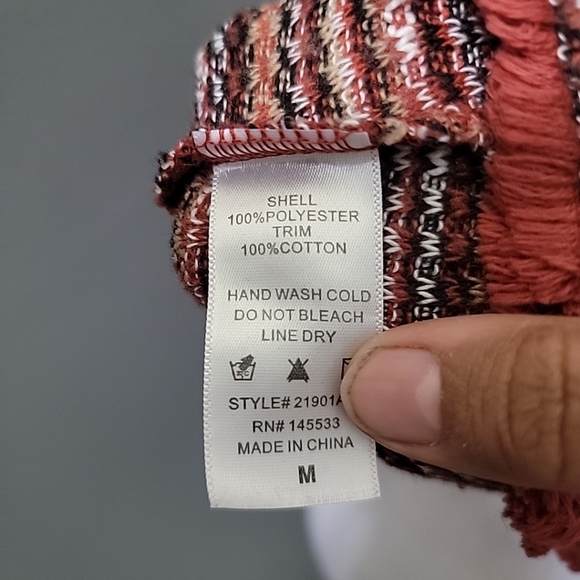 SHELL
100%POLYESTER
TRIM
100%COTTON
HAND WASH COLD
DO NOT BLEACH
LINE DRY
STYLE# 21901
RN# 145533
MADE IN CHINA
M